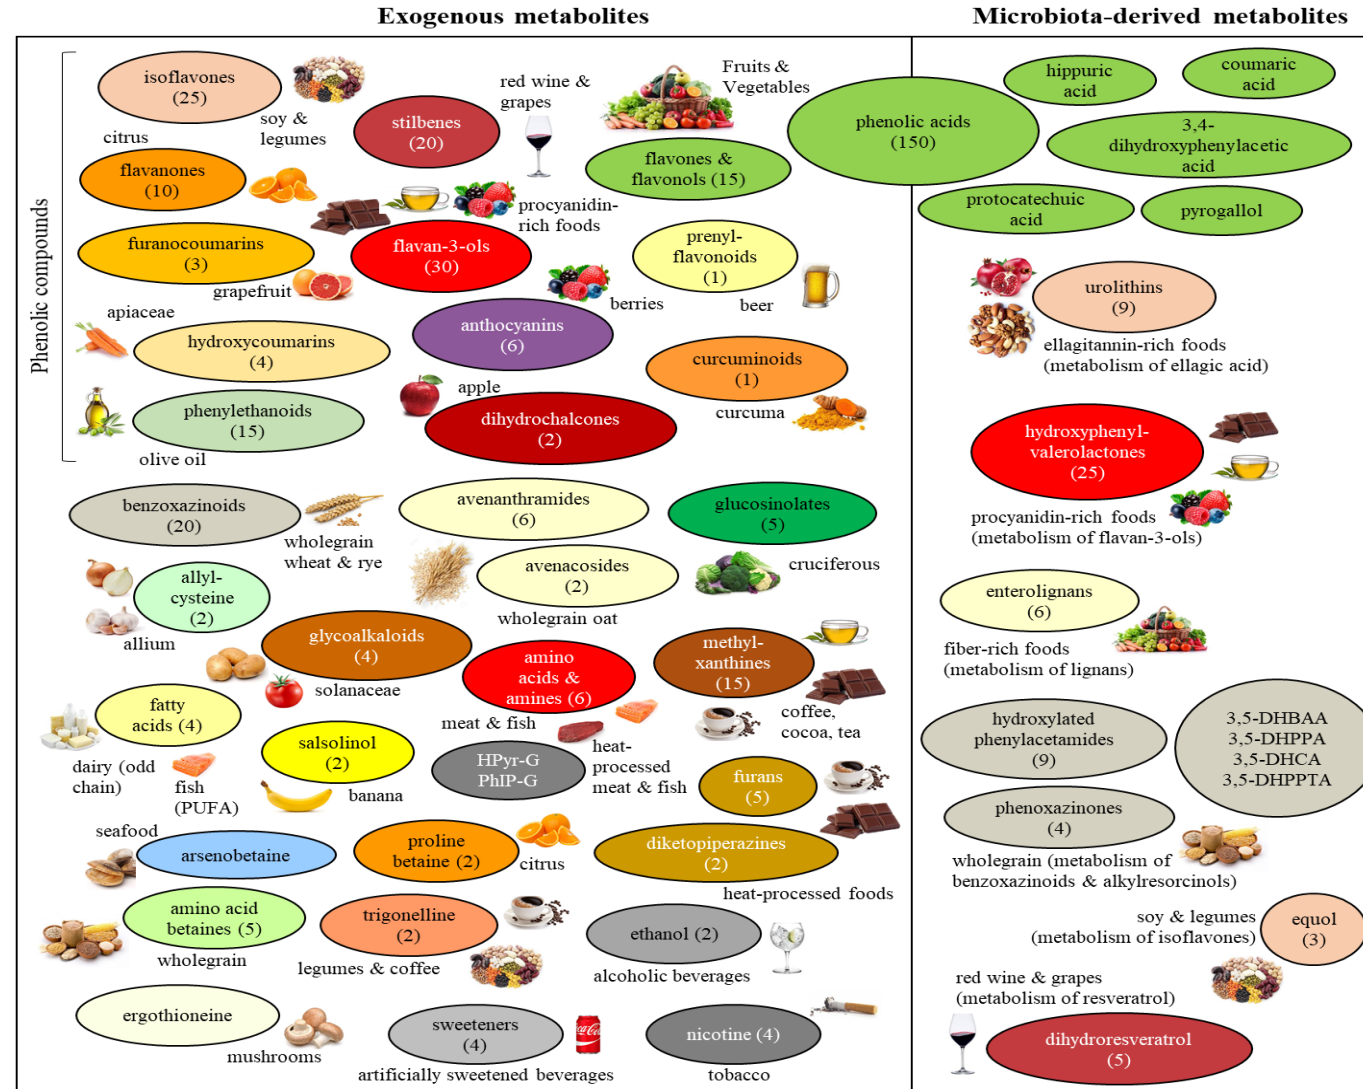 Exogenous metabolites
Microbiota-derived metabolites
Phenolic compounds
isoflavones
(25)
soy &
legumes
stilbenes
(20)
red wine &
grapes
Fruits &
Vegetables
flavones &
flavonols (15)
citrus
flavanones
(10)
procyanidin-
rich foods
furanocoumarins
(3)
grapefruit
flavan-3-ols
(30)
prenyl-
flavonoids
(1)
beer
berries
apiaceae
hydroxycoumarins
(4)
anthocyanins
(6)
curcuminoids
(1)
curcuma
apple
phenylethanoids
(15)
olive oil
dihydrochalcones
(2)
benzoxazinoids
(20)
wholegrain
wheat & rye
avenanthramides
(6)
glucosinolates
(5)
cruciferous
avenacosides
(2)
wholegrain oat
allyl-
cysteine
(2)
allium
glycoalkaloids
(4)
solanaceae
amino
acids &
amines (6)
meat & fish
methyl-
xanthines
(15)
coffee,
cocoa, tea
fatty
acids (4)
dairy (odd
chain)
fish
(PUFA)
salsolinol
(2)
banana
HPyr-G
PhIP-G
heat-
processed
meat & fish
furans
(5)
seafood
arsenobetaine
proline
betaine (2)
citrus
diketopiperazines
(2)
heat-processed foods
amino acid
betaines (5)
wholegrain
trigonelline
(2)
legumes & coffee
ethanol (2)
alcoholic beverages
ergothioneine
mushrooms
sweeteners
(4)
Coca-Cola
artificially sweetened beverages
nicotine (4)
tobacco
phenolic acids
(150)
hippuric
acid
coumaric
acid
3,4-
dihydroxyphenylacetic
acid
protocatechuic
acid
pyrogallol
urolithins
(9)
ellagitannin-rich foods
(metabolism of ellagic acid)
hydroxyphenyl-
valerolactones
(25)
procyanidin-rich foods
(metabolism of flavan-3-ols)
enterolignans
(6)
fiber-rich foods
(metabolism of lignans)
hydroxylated
phenylacetamides
(9)
3,5-DHBAA
3,5-DHPPA
3,5-DHCA
3,5-DHPPTA
phenoxazinones
(4)
wholegrain (metabolism of
benzoxazinoids & alkylresorcinols)
soy & legumes
(metabolism of isoflavones)
equol
(3)
red wine & grapes
(metabolism of resveratrol)
dihydroresveratrol
(5)